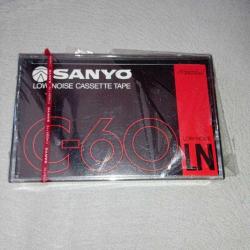 SANYO
LOW NOISE CASSETTE TAPE
C-60
LOW-NOISE
LN